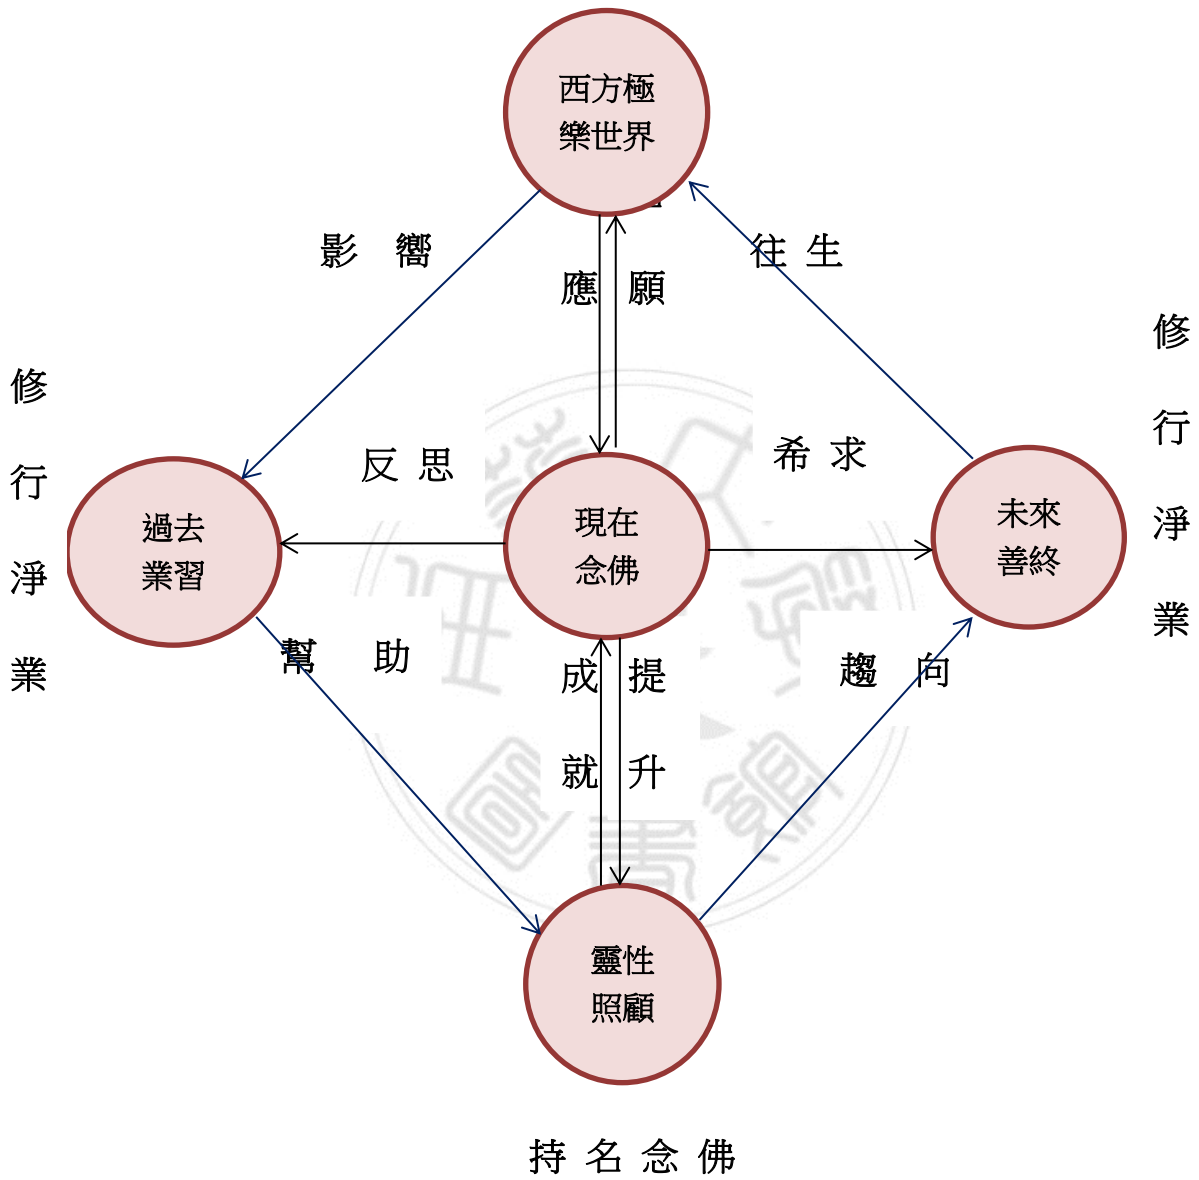 西方極
樂世界
影 嚮
往 生
應 願
修
行
淨
業
修
行
淨
業
反 思
希 求
過去
業習
現在
念佛
未來
善終
幫 助
成 提
就 升
趨 向
靈性
照顧
持 名 念 佛